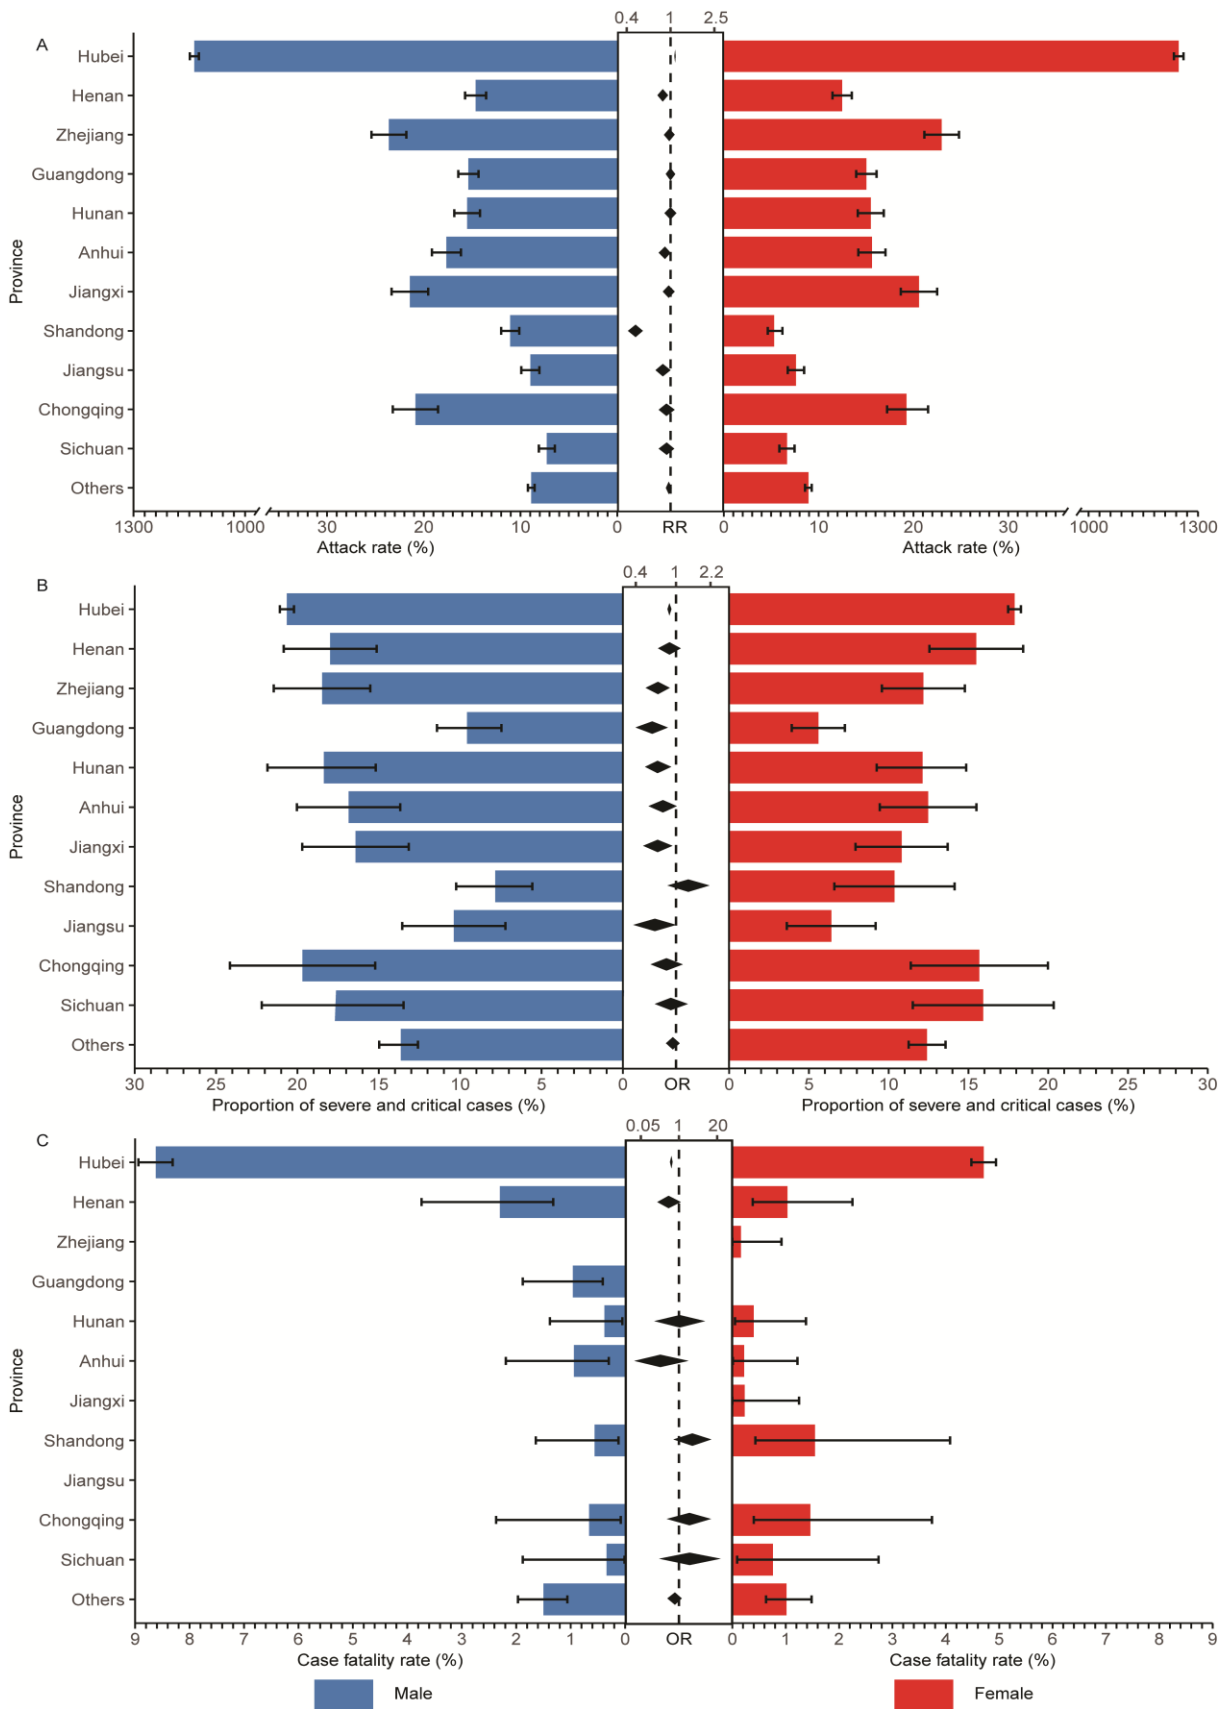 0.4 1 2.5
A
Hubei
Henan
Zhejiang
Guangdong
Hunan
Anhui
Jiangxi
Shandong
Jiangsu
Chongqing
Sichuan
Others
Province
1300 1000 30 20 10 0 RR 0 10 20 30 1000 1300
Attack rate (%) Attack rate (%)
0.4 1 2.2
B
Hubei
Henan
Zhejiang
Guangdong
Hunan
Anhui
Jiangxi
Shandong
Jiangsu
Chongqing
Sichuan
Others
Province
30 25 20 15 10 5 0 OR 0 5 10 15 20 25 30
Proportion of severe and critical cases (%) Proportion of severe and critical cases (%)
0.05 1 20
C
Hubei
Henan
Zhejiang
Guangdong
Hunan
Anhui
Jiangxi
Shandong
Jiangsu
Chongqing
Sichuan
Others
Province
9 8 7 6 5 4 3 2 1 0 OR 0 1 2 3 4 5 6 7 8 9
Case fatality rate (%) Case fatality rate (%)
Male Female